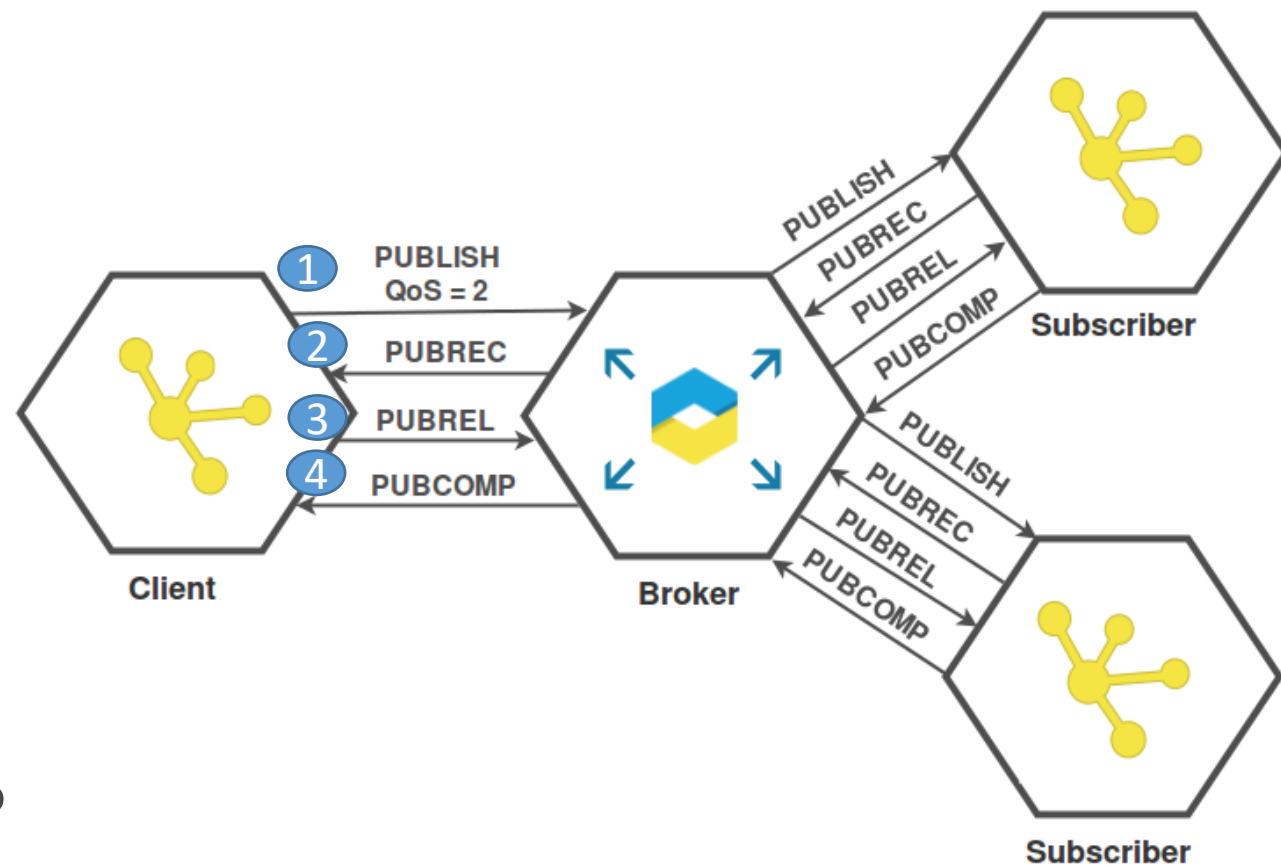 1
PUBLISH
QoS = 2
2
PUBREC
3
PUBREL
4
PUBCOMP
Client
Broker
PUBLISH
PUBREC
PUBREL
PUBCOMP
Subscriber
PUBLISH
PUBREC
PUBREL
PUBCOMP
Subscriber